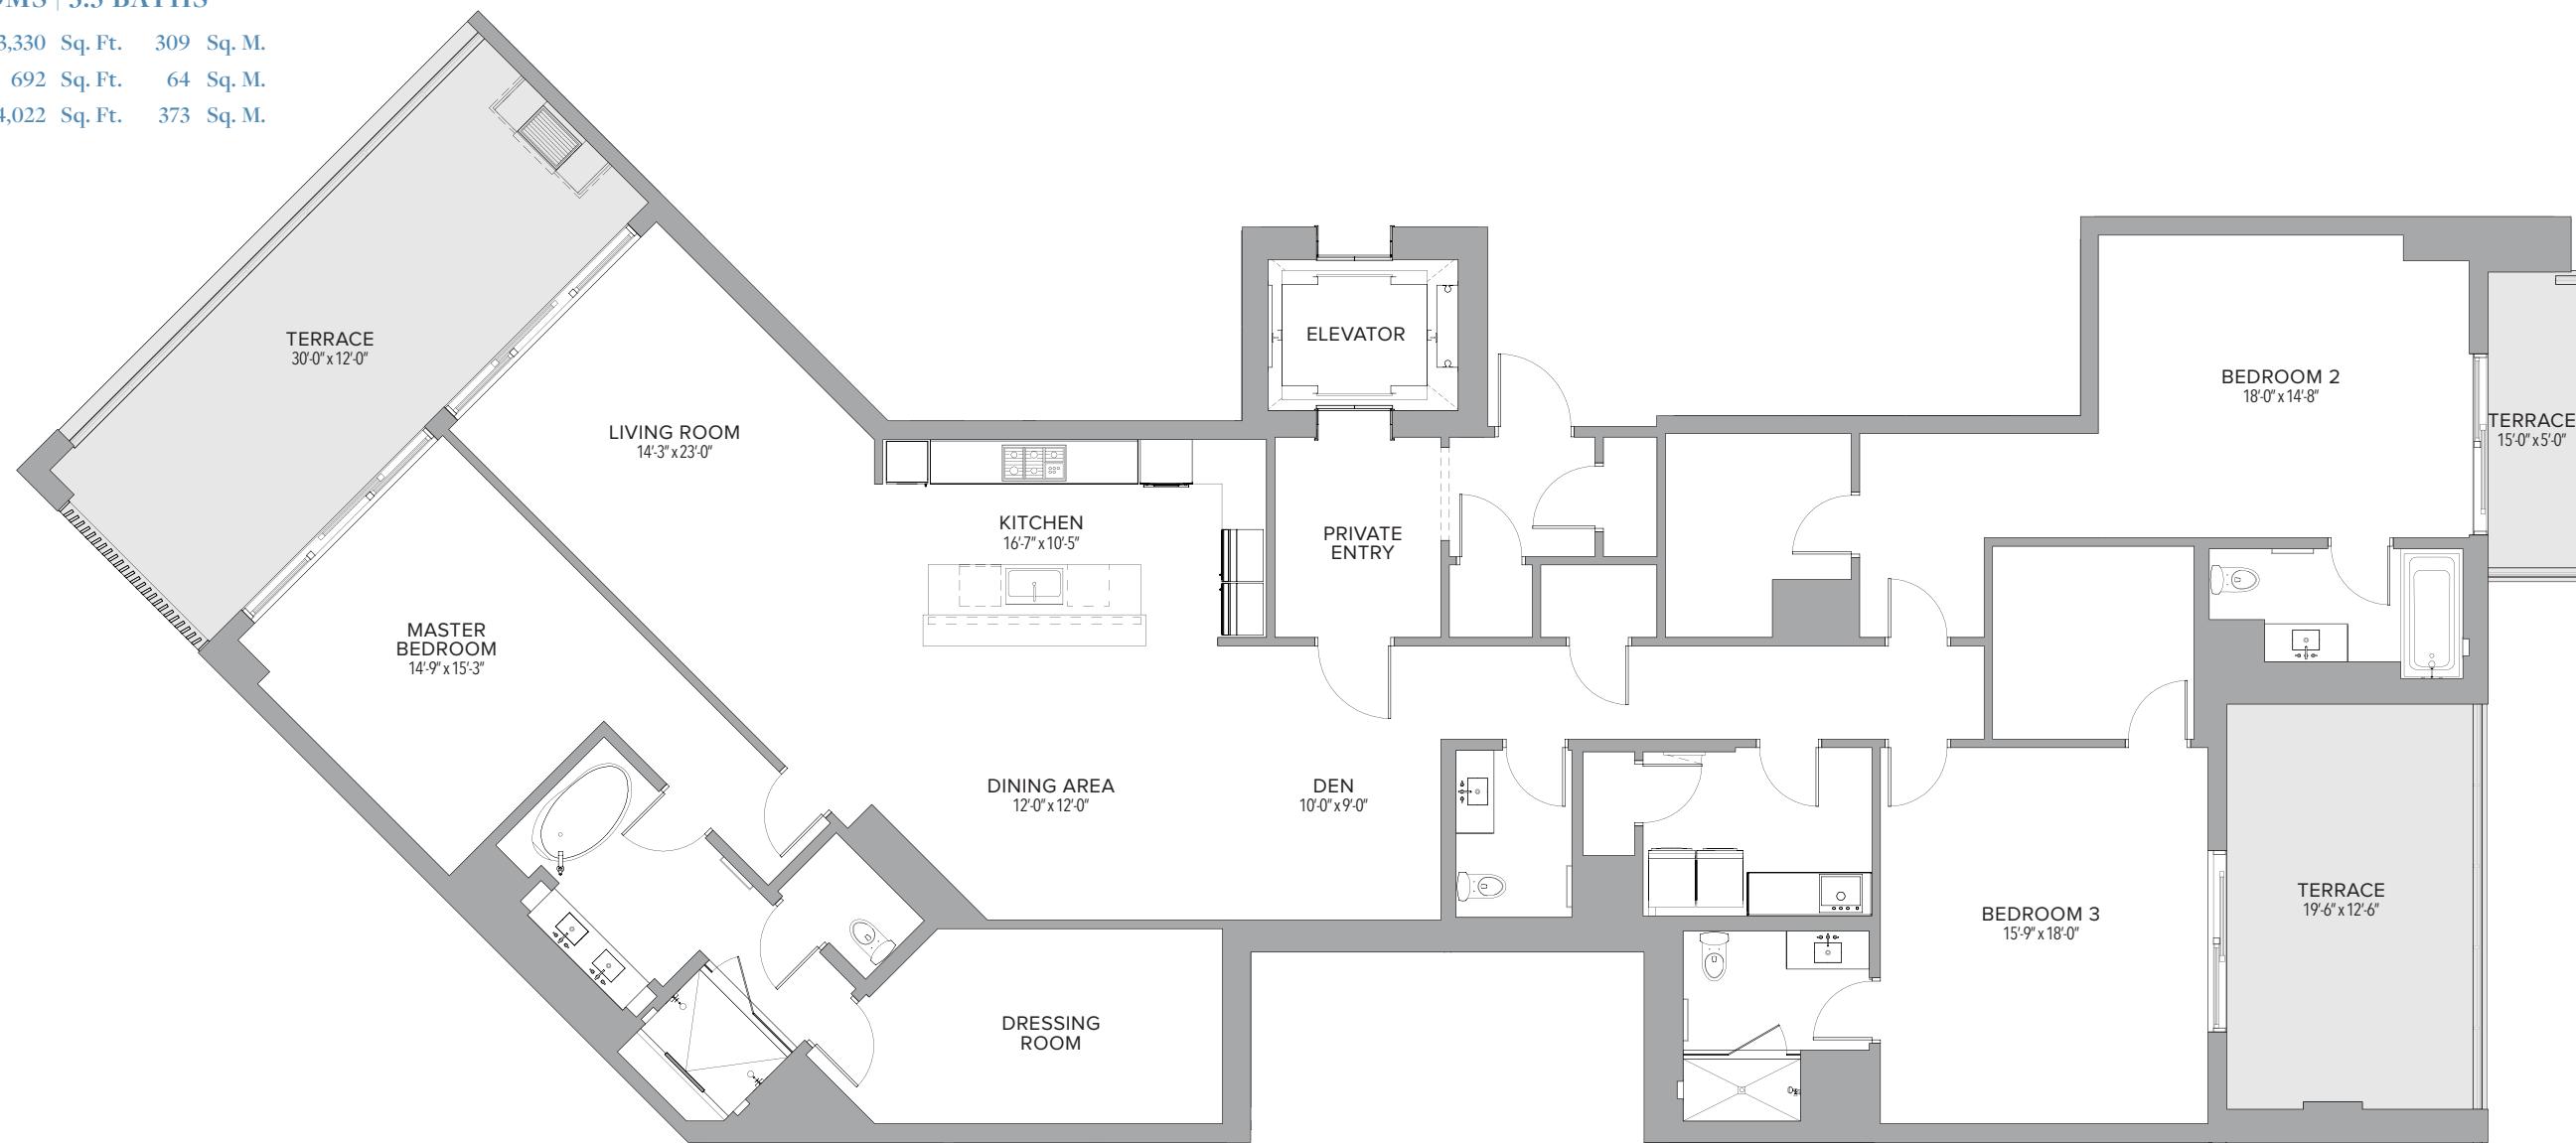 3.5 BATHS
3,330 Sq. Ft. 309 Sq. M.
692 Sq. Ft. 64 Sq. M.
4,022 Sq. Ft. 373 Sq. M.
TERRACE
30'-0" x 12'-0"
LIVING ROOM
14'-3" x 23'-0"
MASTER
BEDROOM
14'-9" x 15'-3"
KITCHEN
16'-7" x 10'-5"
ELEVATOR
PRIVATE
ENTRY
BEDROOM 2
18'-0" x 14'-8"
TERRACE
15'-0" x 5'-0"
DINING AREA
12'-0" x 12'-0"
DEN
10'-0" x 9'-0"
BEDROOM 3
15'-9" x 18'-0"
TERRACE
19'-6" x 12'-6"
DRESSING
ROOM